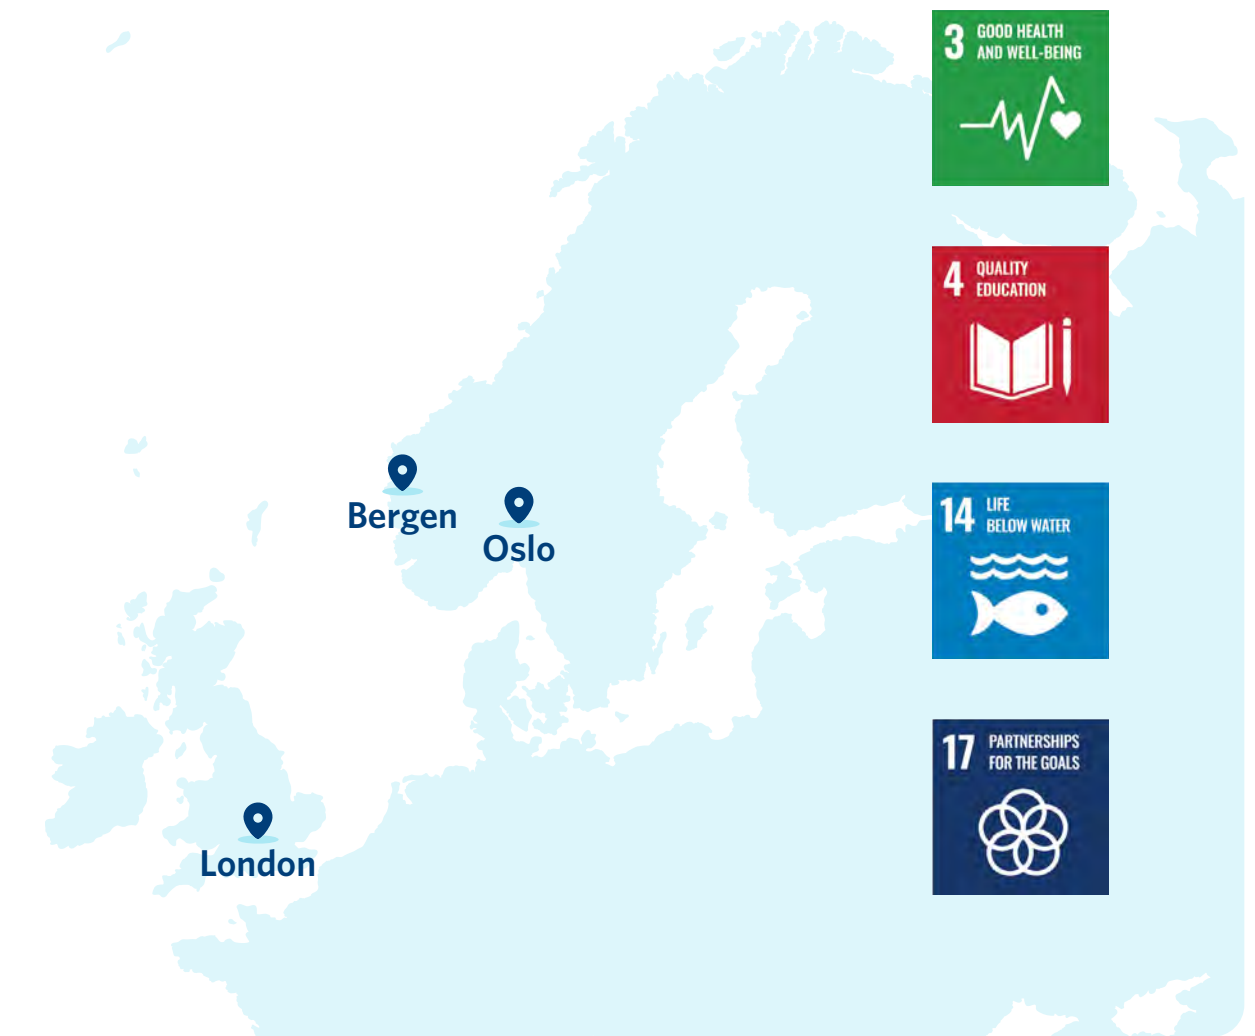 3 GOOD HEALTH
AND WELL-BEING
4 QUALITY
EDUCATION
Bergen
Oslo
14 LIFE
BELOW WATER
17 PARTNERSHIPS
FOR THE GOALS
London